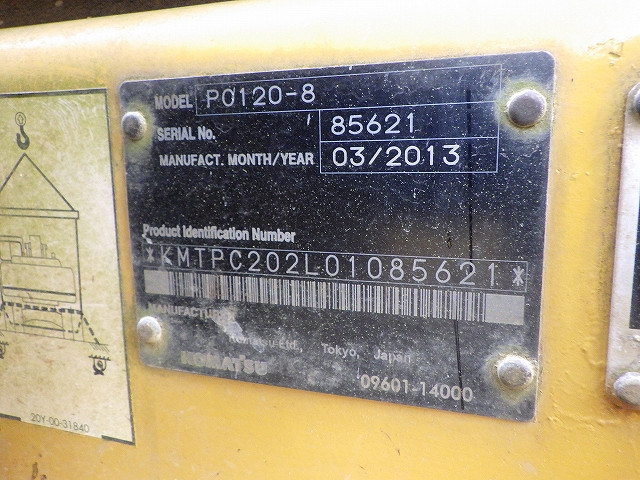 MODEL PC120-8
SERIAL No. 85621
MANUFACT. MONTH/YEAR 03/2013
Product Identification Number
*KMTPC202L01085621*
MANUFACTURER
Komatsu Ltd., Tokyo, Japan
KOMATSU
09601-14000
20Y-00-31840